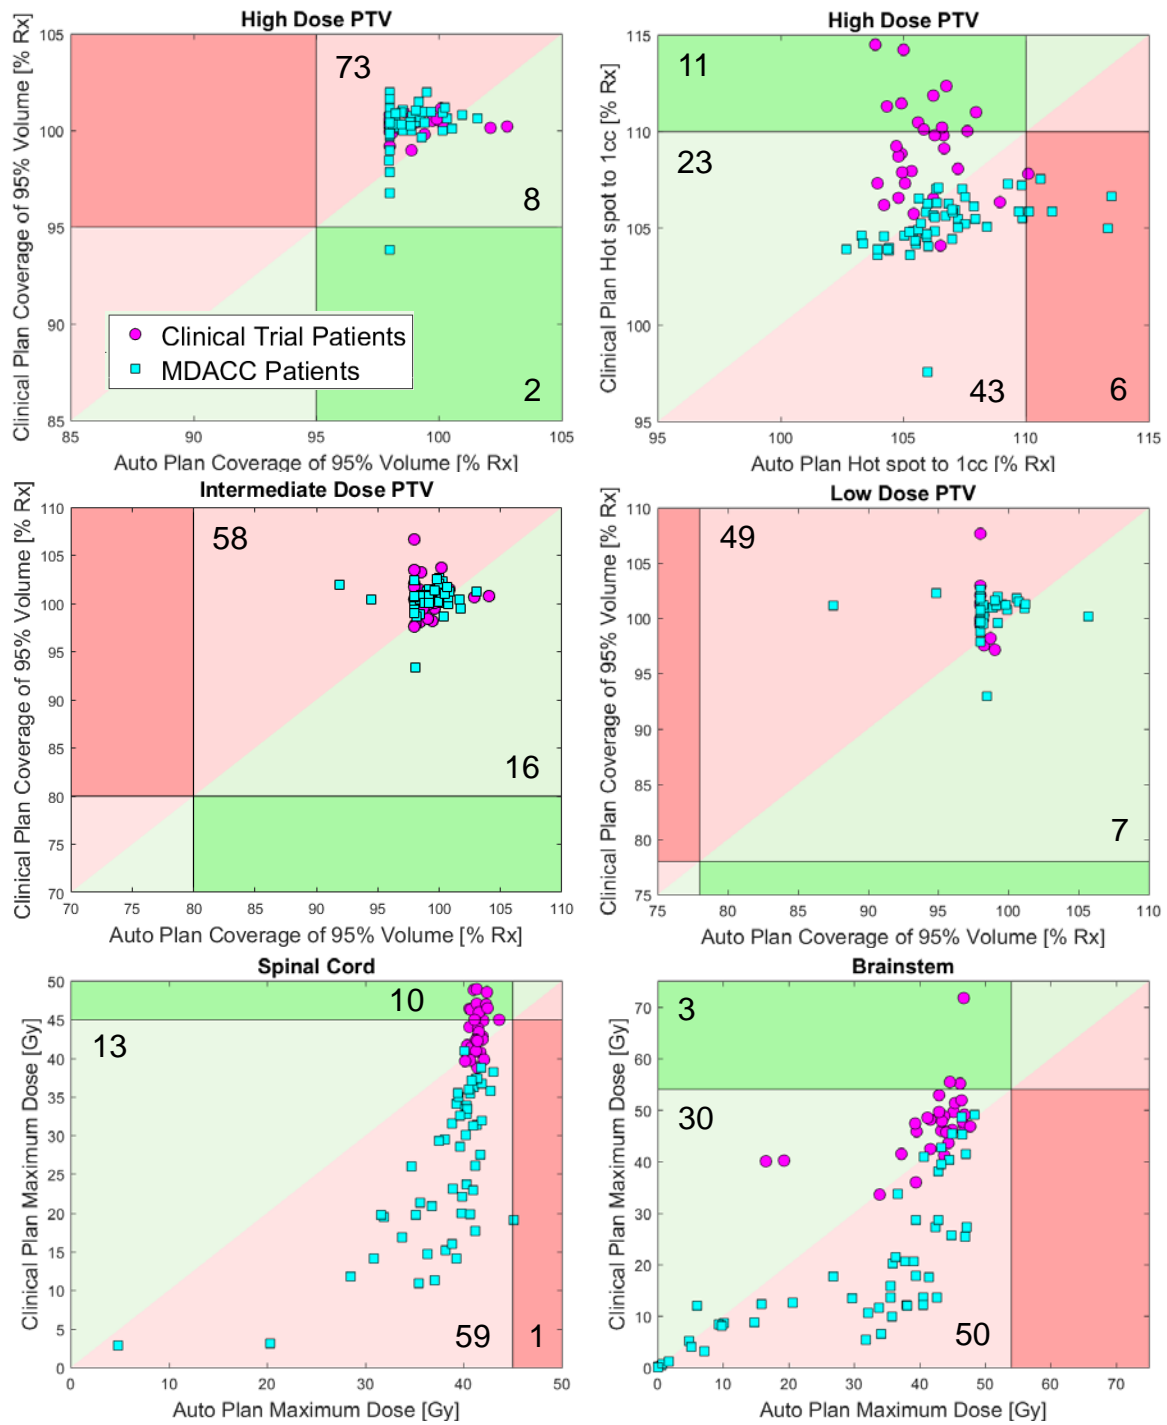 High Dose PTV
Clinical Plan Coverage of 95% Volume [% Rx]
105
100
95
90
85
73
8
2
Clinical Trial Patients
MDACC Patients
85 90 95 100 105
Auto Plan Coverage of 95% Volume [% Rx]
High Dose PTV
Clinical Plan Hot spot to 1cc [% Rx]
115
110
105
100
95
11
23
43
6
95 100 105 110 115
Auto Plan Hot spot to 1cc [% Rx]
Intermediate Dose PTV
Clinical Plan Coverage of 95% Volume [% Rx]
110
105
100
95
90
85
80
75
70
58
16
70 75 80 85 90 95 100 105 110
Auto Plan Coverage of 95% Volume [% Rx]
Low Dose PTV
Clinical Plan Coverage of 95% Volume [% Rx]
110
105
100
95
90
85
80
75
49
7
75 80 85 90 95 100 105 110
Auto Plan Coverage of 95% Volume [% Rx]
Spinal Cord
Clinical Plan Maximum Dose [Gy]
50
45
40
35
30
25
20
15
10
5
0
10
13
59
1
0 10 20 30 40 50
Auto Plan Maximum Dose [Gy]
Brainstem
Clinical Plan Maximum Dose [Gy]
70
60
50
40
30
20
10
0
3
30
50
0 10 20 30 40 50 60 70
Auto Plan Maximum Dose [Gy]